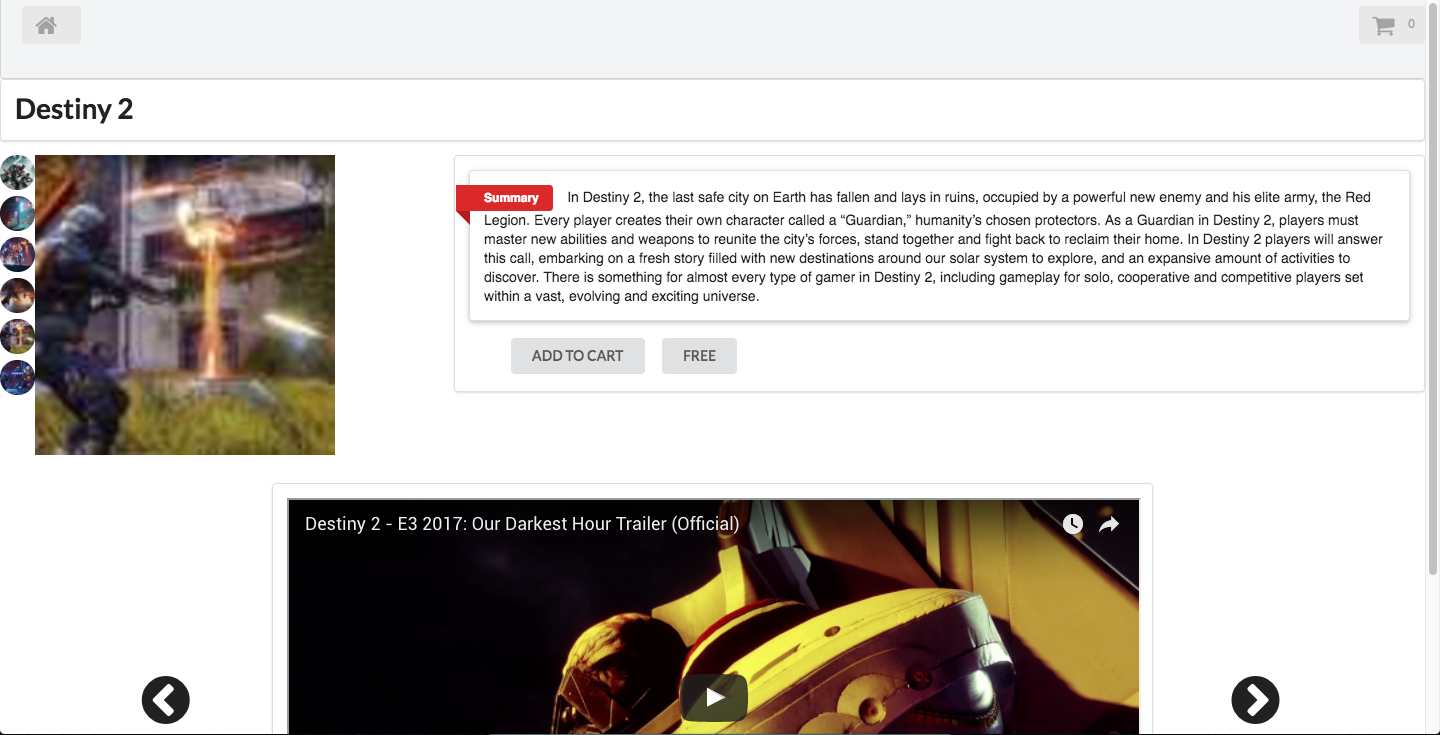 0
Destiny 2
Summary In Destiny 2, the last safe city on Earth has fallen and lays in ruins, occupied by a powerful new enemy and his elite army, the Red
Legion. Every player creates their own character called a “Guardian,” humanity’s chosen protectors. As a Guardian in Destiny 2, players must
master new abilities and weapons to reunite the city’s forces, stand together and fight back to reclaim their home. In Destiny 2 players will answer
this call, embarking on a fresh story filled with new destinations around our solar system to explore, and an expansive amount of activities to
discover. There is something for almost every type of gamer in Destiny 2, including gameplay for solo, cooperative and competitive players set
within a vast, evolving and exciting universe.
ADD TO CART FREE
Destiny 2 - E3 2017: Our Darkest Hour Trailer (Official)